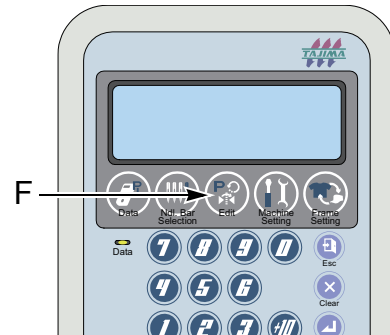 TAJIMA
F
P
P
Data
Ndl. Bar
Selection
Edit
Machine
Setting
Frame
Setting
Data
7 8 9 0
Esc
4 5 6
Clear
1 2 3 +/0